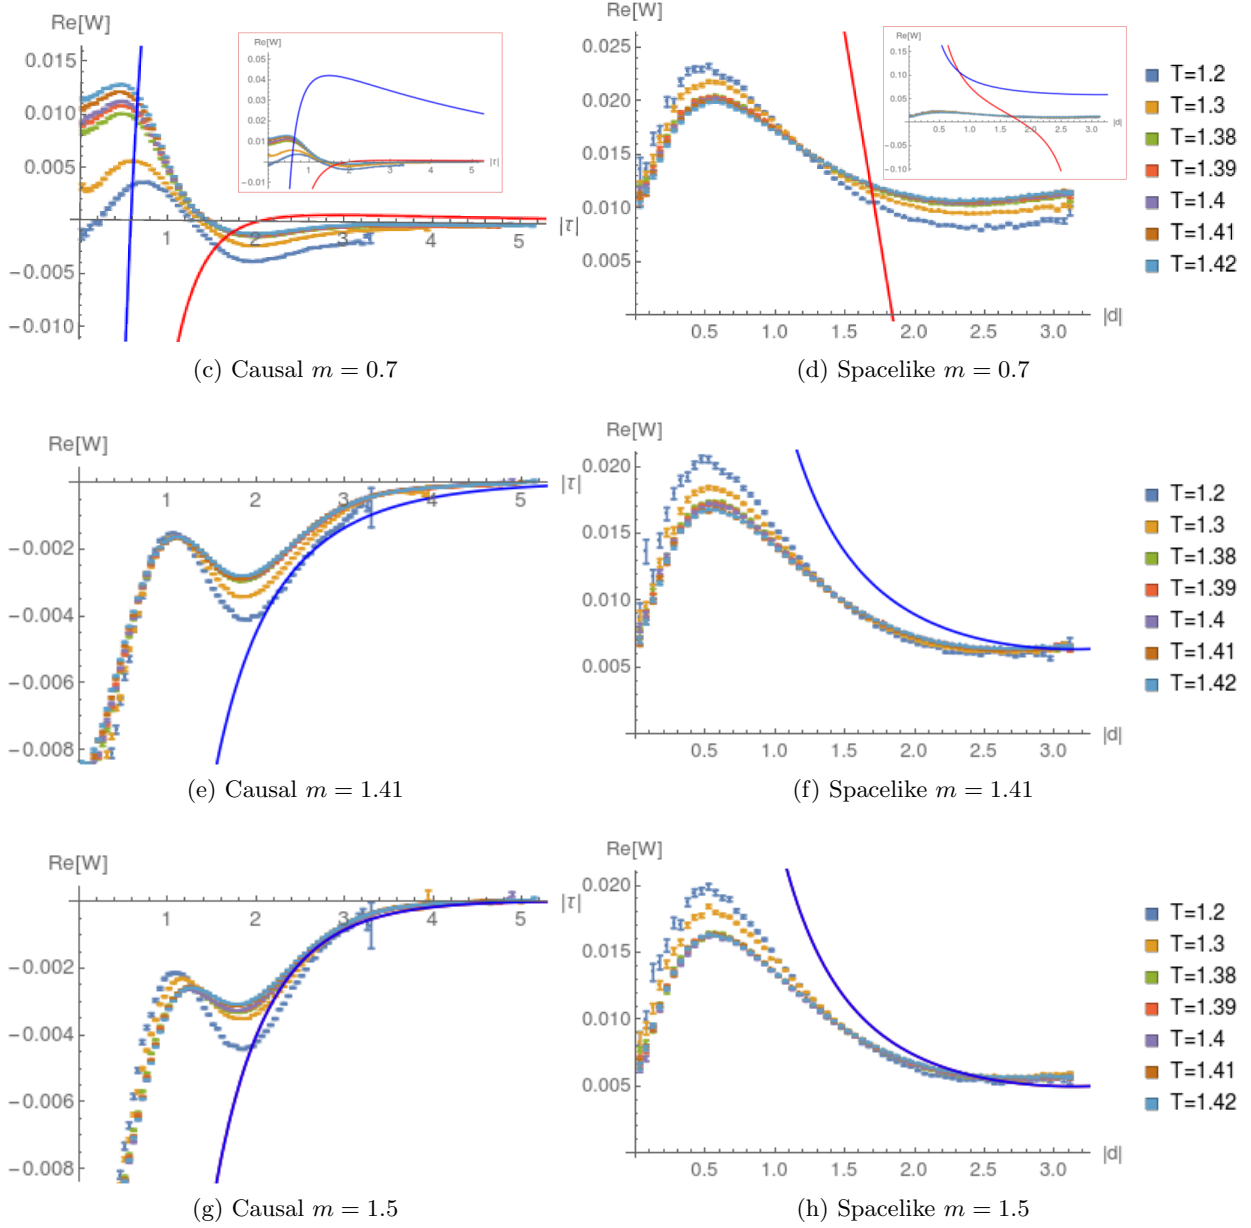 Re[W]
0.015
0.010
0.005
−0.005
−0.010
1
2
3
4
5
|τ|
Re[W]
0.05
0.04
0.03
0.02
0.01
−0.01
1
2
3
4
5
|τ|
(c) Causal m = 0.7
Re[W]
0.025
0.020
0.015
0.010
0.005
0.5
1.0
1.5
2.0
2.5
3.0
|d|
Re[W]
0.15
0.10
0.05
−0.05
−0.10
0.5
1.0
1.5
2.0
2.5
3.0
|d|
T=1.2
T=1.3
T=1.38
T=1.39
T=1.4
T=1.41
T=1.42
(d) Spacelike m = 0.7
Re[W]
−0.002
−0.004
−0.006
−0.008
1
2
3
4
5
|τ|
(e) Causal m = 1.41
Re[W]
0.020
0.015
0.010
0.005
0.5
1.0
1.5
2.0
2.5
3.0
|d|
T=1.2
T=1.3
T=1.38
T=1.39
T=1.4
T=1.41
T=1.42
(f) Spacelike m = 1.41
Re[W]
−0.002
−0.004
−0.006
−0.008
1
2
3
4
5
|τ|
(g) Causal m = 1.5
Re[W]
0.020
0.015
0.010
0.005
0.5
1.0
1.5
2.0
2.5
3.0
|d|
T=1.2
T=1.3
T=1.38
T=1.39
T=1.4
T=1.41
T=1.42
(h) Spacelike m = 1.5